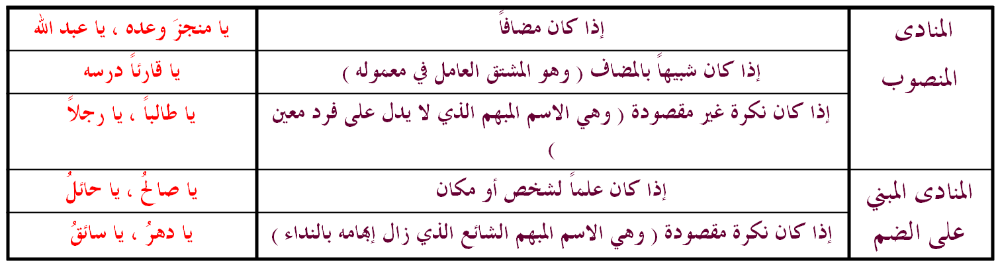 المنادى
المنصوب
إذا كان مضافاً
يا منجزَ وعده ، يا عبد الله
إذا كان شبيهاً بالمضاف ( وهو المشتق العامل في معموله )
يا قارئاً درسه
إذا كان نكرة غير مقصودة ( وهي الاسم المبهم الذي لا يدل على فرد معين
)
يا طالباً ، يا رجلاً
المنادى المبني
على الضم
إذا كان علماً لشخص أو مكان
يا صالحُ ، يا حائلُ
إذا كان نكرة مقصودة ( وهي الاسم المبهم الشائع الذي زال إبهامه بالنداء )
يا دهرُ ، يا سائقُ